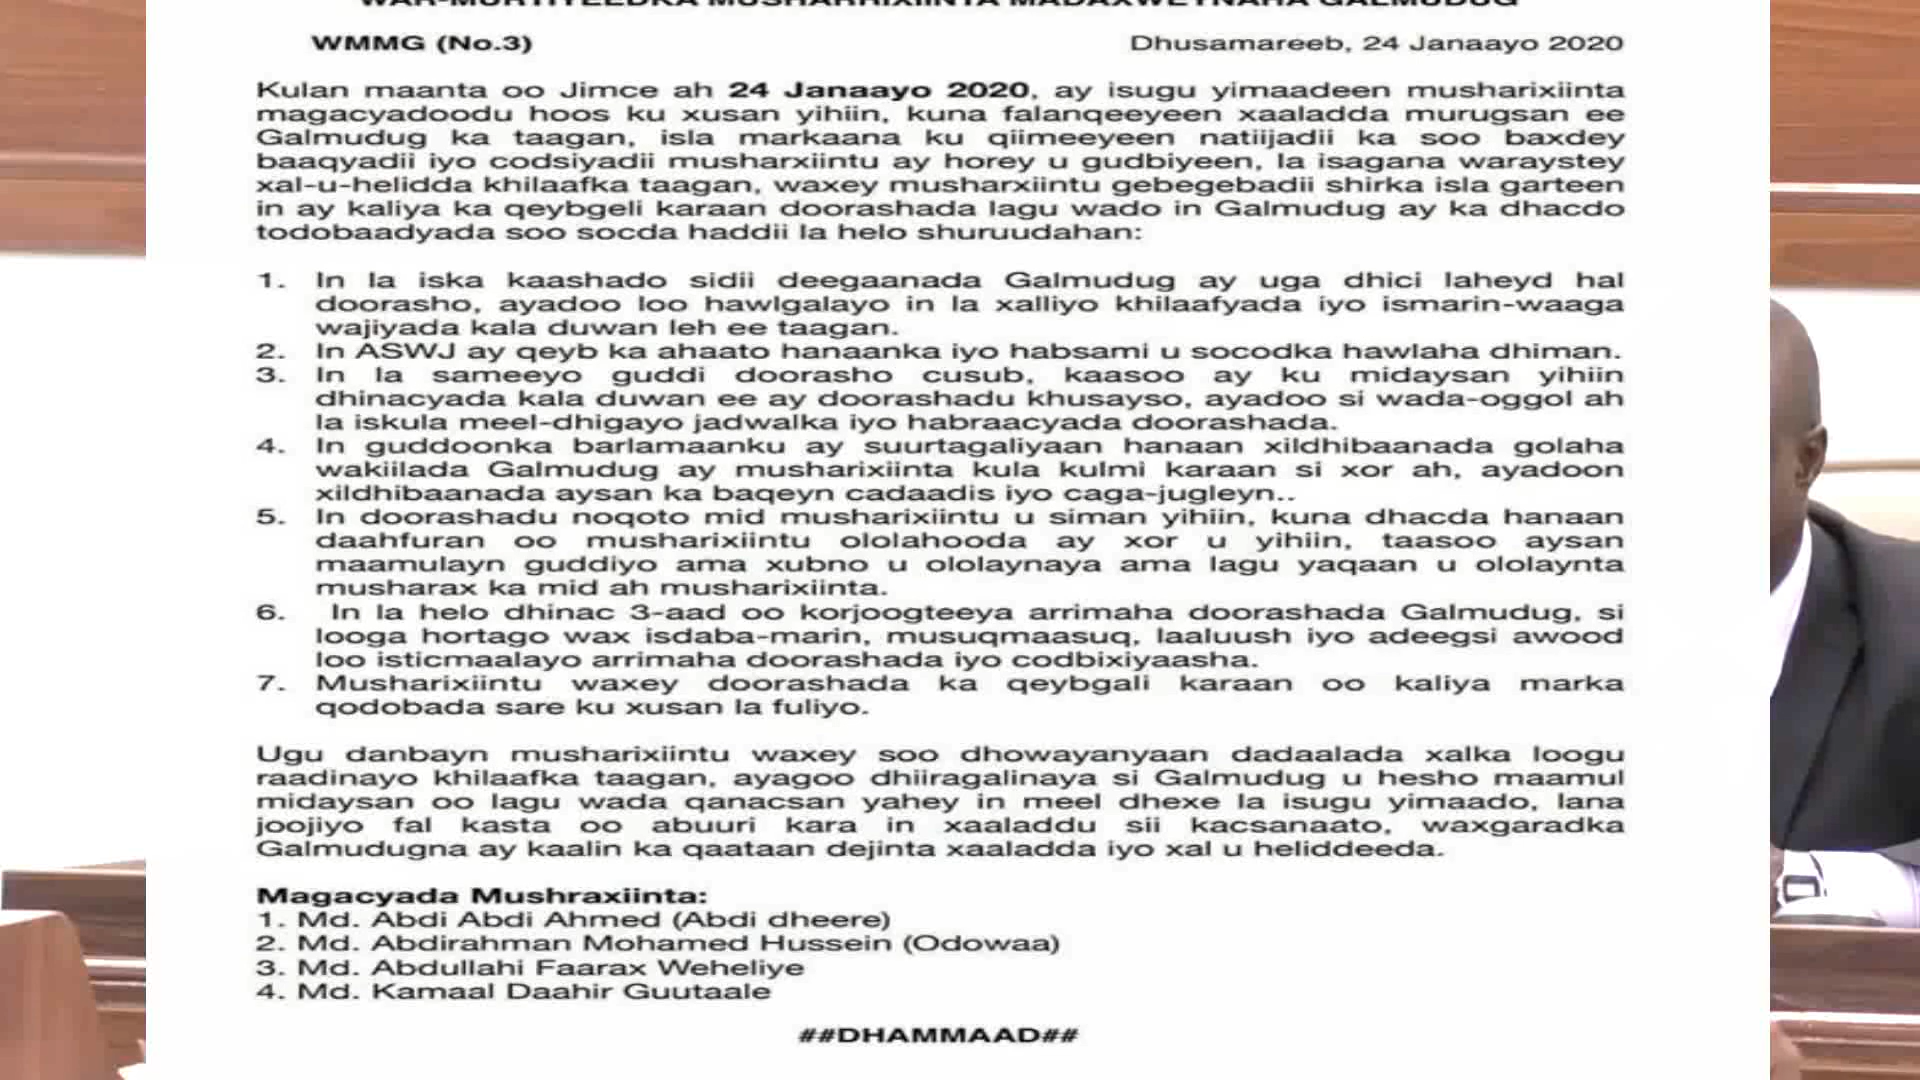 WAR-MURTIYEEDKA MUSHARRIXIINTA MADAXWEYNAHA GALMUDUG
WMMG (No.3) Dhusamareeb, 24 Janaayo 2020
Kulan maanta oo Jimce ah 24 Janaayo 2020, ay isugu yimaadeen musharixiinta
magacyadoodu hoos ku xusan yihiin, kuna falanqeeyeen xaaladda murugsan ee
Galmudug ka taagan, isla markaana ku qiimeeyeen natiijadii ka soo baxdey
baaqyadii iyo codsiyadii musharxiintu ay horey u gudbiyeen, la isagana waraystey
xal-u-helidda khilaafka taagan, waxey musharxiintu gebegebadii shirka isla garteen
in ay kaliya ka qeybgeli karaan doorashada lagu wado in Galmudug ay ka dhacdo
todobaadyada soo socda haddii la helo shuruudahan:
1. In la iska kaashado sidii deegaanada Galmudug ay uga dhici laheyd hal
doorasho, ayadoo loo hawlgalayo in la xalliyo khilaafyada iyo ismarin-waaga
wajiyada kala duwan leh ee taagan.
2. In ASWJ ay qeyb ka ahaato hanaanka iyo habsami u socodka hawlaha dhiman.
3. In la sameeyo guddi doorasho cusub, kaasoo ay ku midaysan yihiin
dhinacyada kala duwan ee ay doorashadu khusayso, ayadoo si wada-oggol ah
la iskula meel-dhigayo jadwalka iyo habraacyada doorashada.
4. In guddoonka barlamaanku ay suurtagaliyaan hanaan xildhibaanada golaha
wakiilada Galmudug ay musharixiinta kula kulmi karaan si xor ah, ayadoon
xildhibaanada aysan ka baqeyn cadaadis iyo caga-jugleyn..
5. In doorashadu noqoto mid musharixiintu u siman yihiin, kuna dhacda hanaan
daahfuran oo musharixiintu ololahooda ay xor u yihiin, taasoo aysan
maamulayn guddiyo ama xubno u ololaynaya ama lagu yaqaan u ololaynta
musharax ka mid ah musharixiinta.
6. In la helo dhinac 3-aad oo korjoogteeya arrimaha doorashada Galmudug, si
looga hortago wax isdaba-marin, musuqmaasuq, laaluush iyo adeegsi awood
loo isticmaalayo arrimaha doorashada iyo codbixiyaasha.
7. Musharixiintu waxey doorashada ka qeybgali karaan oo kaliya marka
qodobada sare ku xusan la fuliyo.
Ugu danbayn musharixiintu waxey soo dhowayanyaan dadaalada xalka loogu
raadinayo khilaafka taagan, ayagoo dhiiragalinaya si Galmudug u hesho maamul
midaysan oo lagu wada qanacsan yahey in meel dhexe la isugu yimaado, lana
joojiyo fal kasta oo abuuri kara in xaaladdu sii kacsanaato, waxgaradka
Galmudugna ay kaalin ka qaataan dejinta xaaladda iyo xal u heliddeeda.
Magacyada Mushraxiinta:
1. Md. Abdi Abdi Ahmed (Abdi dheere)
2. Md. Abdirahman Mohamed Hussein (Odowaa)
3. Md. Abdullahi Faarax Weheliye
4. Md. Kamaal Daahir Guutaale
##DHAMMAAD##